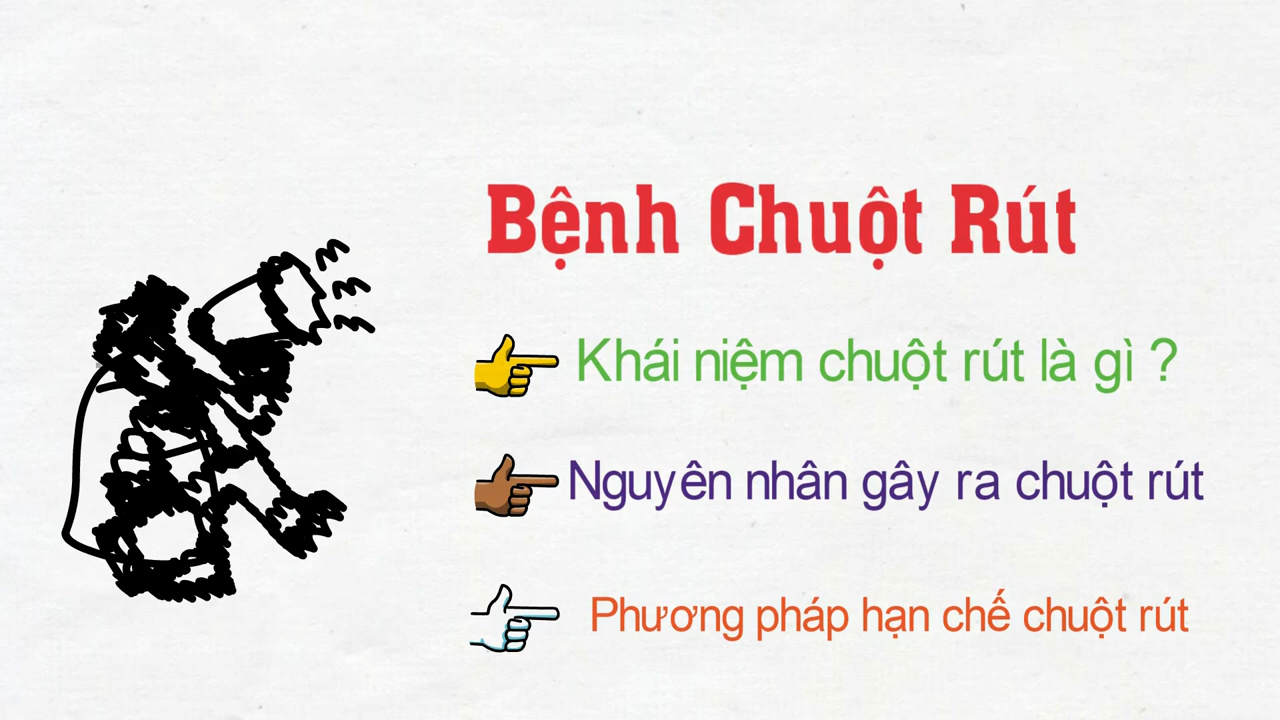 Bệnh Chuột Rút
Khái niệm chuột rút là gì ?
Nguyên nhân gây ra chuột rút
Phương pháp hạn chế chuột rút